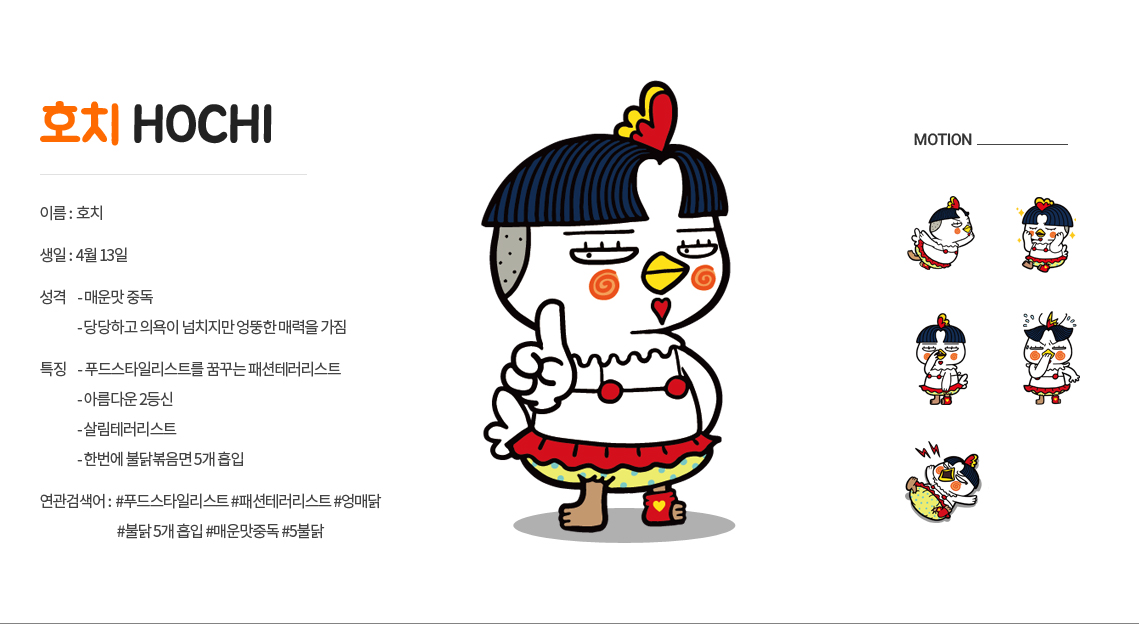 호치 HOCHI
이름 : 호치
생일 : 4월 13일
성격 - 매운맛 중독
- 당당하고 의욕이 넘치지만 엉뚱한 매력을 가짐
특징 - 푸드스타일리스트를 꿈꾸는 패션테러리스트
- 아름다운 2등신
- 살림테러리스트
- 한번에 불닭볶음면 5개 흡입
연관검색어 : #푸드스타일리스트 #패션테러리스트 #엉매닭
#불닭 5개 흡입 #매운맛중독 #5불닭
MOTION